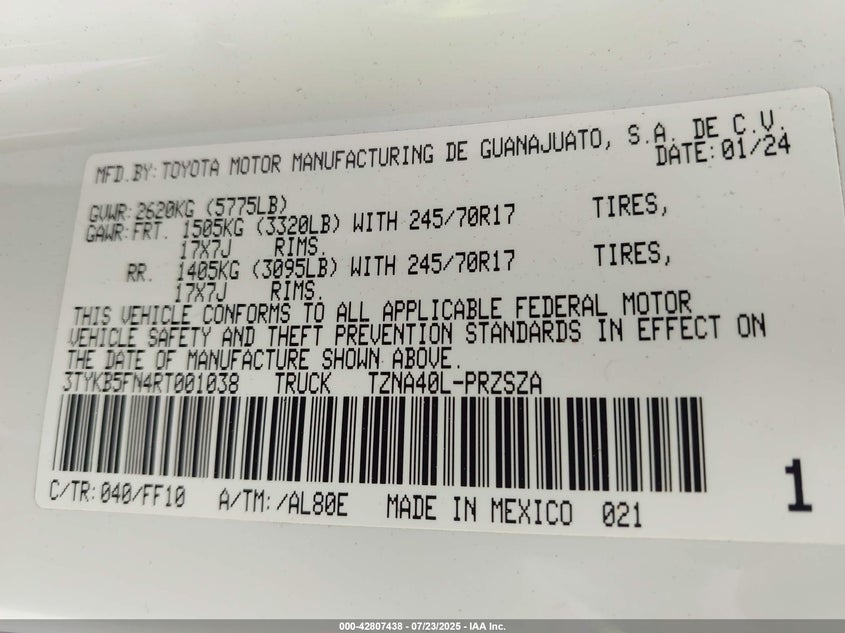 MFD.BY: TOYOTA MOTOR MANUFACTURING DE GUANAJUATO, S.A. DE C.V.
DATE: 01/24
GVWR: 2620KG (5775LB)
GAWR: FRT. 1505KG (3320LB) WITH 245/70R17 TIRES,
17X7J RIMS.
RR. 1405KG (3095LB) WITH 245/70R17 TIRES,
17X7J RIMS.
THIS VEHICLE CONFORMS TO ALL APPLICABLE FEDERAL MOTOR
VEHICLE SAFETY AND THEFT PREVENTION STANDARDS IN EFFECT ON
THE DATE OF MANUFACTURE SHOWN ABOVE.
3TYKB5FN4RT001038 TRUCK TZNA40L-PRZSZA
C/TR: 040/FF10 A/TM: /AL80E MADE IN MEXICO 021
1
000-42807438 | 07/23/2025 - IAA Inc.